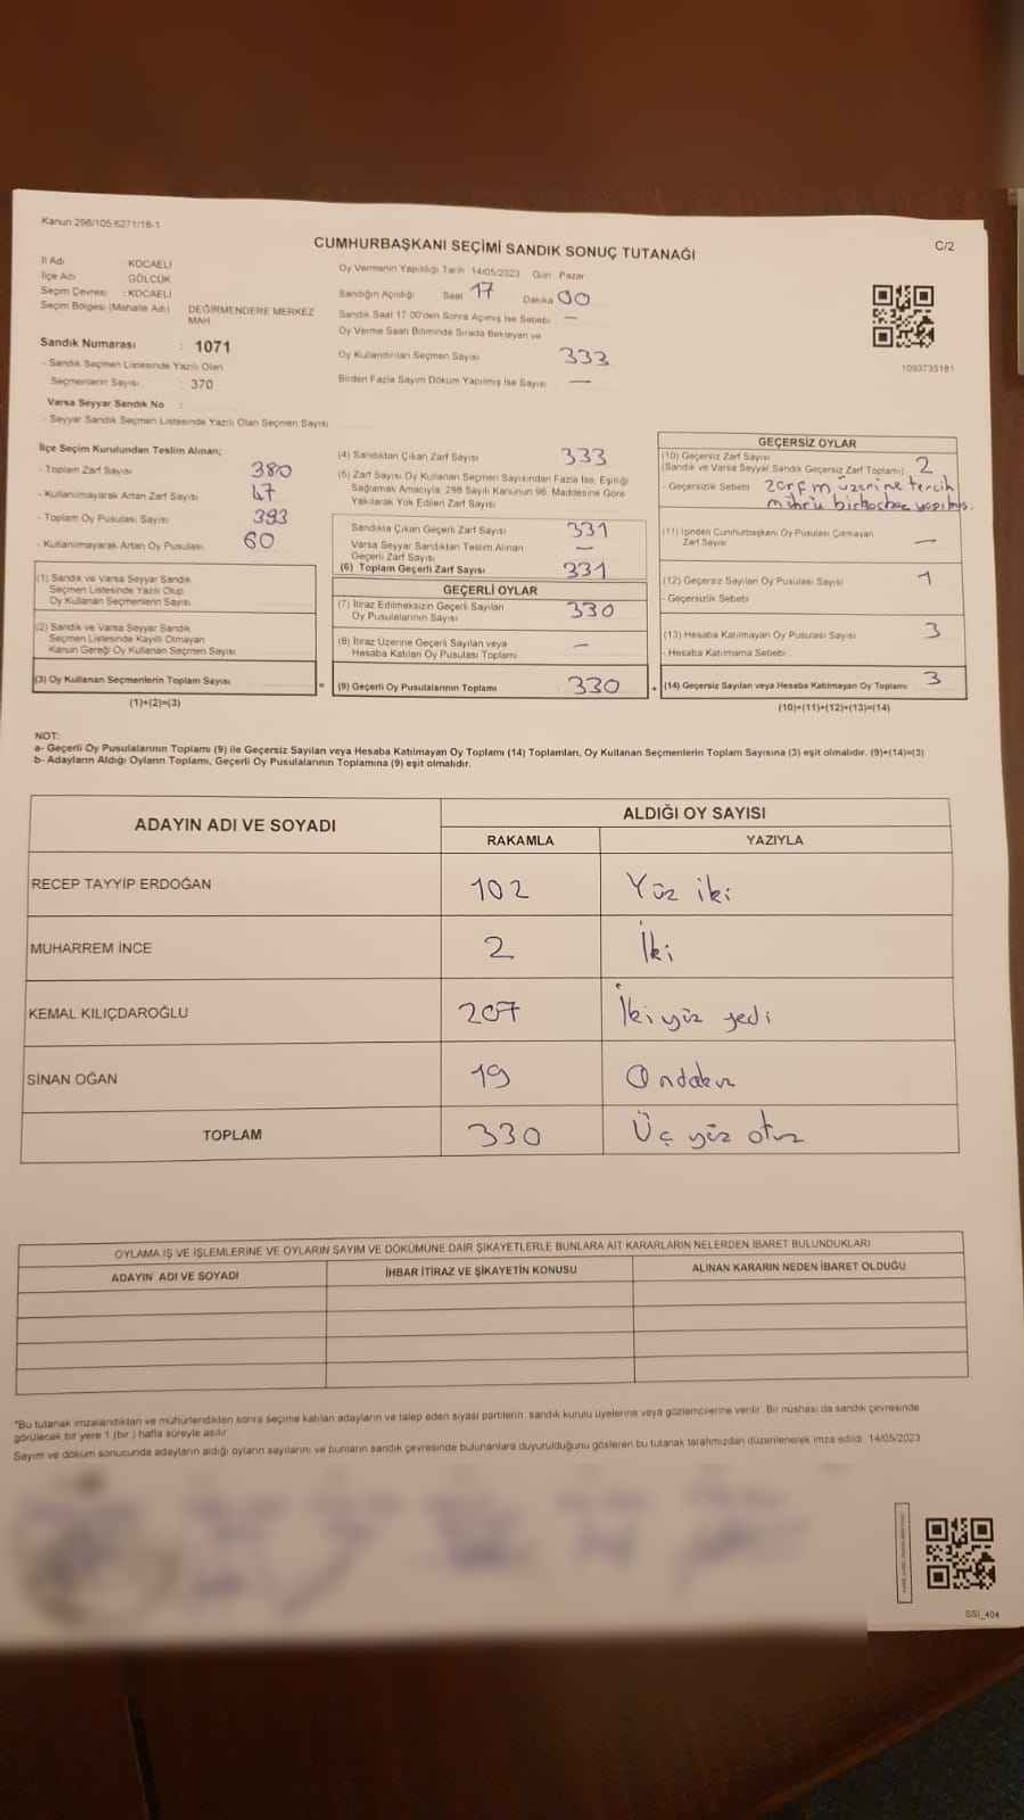 Kanun 298/105-6271/16-1
CUMHURBAŞKANI SEÇİMİ SANDIK SONUÇ TUTANAĞI
C/2
İl Adı KOCAELİ
İlçe Adı GÖLCÜK
Seçim Çevresi : KOCAELİ
Seçim Bölgesi (Mahalle Adı) DEĞİRMENDERE MERKEZ
MAH
Sandık Numarası : 1071
- Sandık Seçmen Listesinde Yazılı Olan
Seçmenlerin Sayısı : 370
Varsa Seyyar Sandık No :
- Seyyar Sandık Seçmen Listesinde Yazılı Olan Seçmen Sayısı
Oy Vermenin Yapıldığı Tarih 14/05/2023 Gün Pazar
Sandığın Açıldığı Saat 17 Dakika 00
Sandık Saat 17.00'den Sonra Açılmış İse Sebebi —
Oy Verme Saati Bitiminde Sırada Bekleyen ve
Oy Kullandırılan Seçmen Sayısı 333
Birden Fazla Sayım Döküm Yapılmış İse Sayısı —
1093735181
İlçe Seçim Kurulundan Teslim Alınan;
- Toplam Zarf Sayısı 380
- Kullanılmayarak Artan Zarf Sayısı 47
- Toplam Oy Pusulası Sayısı 393
- Kullanılmayarak Artan Oy Pusulası 60
(1) Sandık ve Varsa Seyyar Sandık
Seçmen Listesinde Yazılı Olup
Oy Kullanan Seçmenlerin Sayısı
(2) Sandık ve Varsa Seyyar Sandık
Seçmen Listesinde Kayıtlı Olmayan
Kanun Gereği Oy Kullanan Seçmen Sayısı
(3) Oy Kullanan Seçmenlerin Toplam Sayısı
(1)+(2)=(3)
(4) Sandıktan Çıkan Zarf Sayısı 333
(5) Zarf Sayısı Oy Kullanan Seçmen Sayısından Fazla İse, Eşitliği
Sağlamak Amacıyla, 298 Sayılı Kanunun 98. Maddesine Göre
Yakılarak Yok Edilen Zarf Sayısı
Sandıkta Çıkan Geçerli Zarf Sayısı 331
Varsa Seyyar Sandıktan Teslim Alınan
Geçerli Zarf Sayısı —
(6) Toplam Geçerli Zarf Sayısı 331
GEÇERLİ OYLAR
(7) İtiraz Edilmeksizin Geçerli Sayılan
Oy Pusulalarının Sayısı 330
(8) İtiraz Üzerine Geçerli Sayılan veya
Hesaba Katılan Oy Pusulası Toplamı —
= (9) Geçerli Oy Pusulalarının Toplamı 330
GEÇERSİZ OYLAR
(10) Geçersiz Zarf Sayısı
(Sandık ve Varsa Seyyar Sandık Geçersiz Zarf Toplamı) 2
- Geçersizlik Sebebi zarfın üzerine tercih
mührü birkaçkez yapılmış.
(11) İçinden Cumhurbaşkanı Oy Pusulası Çıkmayan
Zarf Sayısı —
(12) Geçersiz Sayılan Oy Pusulası Sayısı 1
- Geçersizlik Sebebi
(13) Hesaba Katılmayan Oy Pusulası Sayısı 3
- Hesaba Katılmama Sebebi
+ (14) Geçersiz Sayılan veya Hesaba Katılmayan Oy Toplamı 3
(10)+(11)+(12)+(13)=(14)
NOT:
a- Geçerli Oy Pusulalarının Toplamı (9) ile Geçersiz Sayılan veya Hesaba Katılmayan Oy Toplamı (14) Toplamları, Oy Kullanan Seçmenlerin Toplam Sayısına (3) eşit olmalıdır. (9)+(14)=(3)
b- Adayların Aldığı Oyların Toplamı, Geçerli Oy Pusulalarının Toplamına (9) eşit olmalıdır.
ADAYIN ADI VE SOYADI
ALDIĞI OY SAYISI
RAKAMLA YAZIYLA
RECEP TAYYİP ERDOĞAN 102 Yüz iki
MUHARREM İNCE 2 İki
KEMAL KILIÇDAROĞLU 207 İkiyüz yedi
SİNAN OĞAN 19 Ondokuz
TOPLAM 330 Üç yüz otuz
OYLAMA İŞ VE İŞLEMLERİNE VE OYLARIN SAYIM VE DÖKÜMÜNE DAİR ŞİKAYETLERLE BUNLARA AİT KARARLARIN NELERDEN İBARET BULUNDUKLARI
ADAYIN ADI VE SOYADI İHBAR İTİRAZ VE ŞİKAYETİN KONUSU ALINAN KARARIN NEDEN İBARET OLDUĞU
*Bu tutanak imzalandıktan ve mühürlendikten sonra seçime katılan adayların ve talep eden siyasi partilerin sandık kurulu üyelerine veya gözlemcilerine verilir. Bir nüshası da sandık çevresinde
görülecek bir yere 1 (bir ) hafta süreyle asılır
Sayım ve döküm sonucunda adayların aldığı oyların sayılarını ve bunların sandık çevresinde bulunanlara duyurulduğunu gösteren bu tutanak tarafımızdan düzenlenerek imza edildi. 14/05/2023
SSI_404